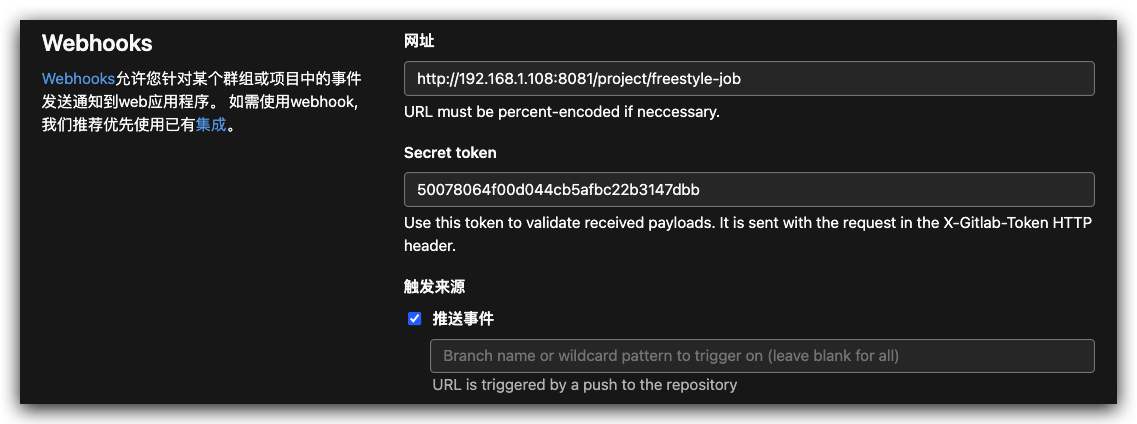 Webhooks
Webhooks允许您针对某个群组或项目中的事件
发送通知到web应用程序。 如需使用webhook,
我们推荐优先使用已有集成。
网址
http://192.168.1.108:8081/project/freestyle-job
URL must be percent-encoded if neccessary.
Secret token
50078064f00d044cb5afbc22b3147dbb
Use this token to validate received payloads. It is sent with the request in the X-Gitlab-Token HTTP
header.
触发来源
推送事件
Branch name or wildcard pattern to trigger on (leave blank for all)
URL is triggered by a push to the repository